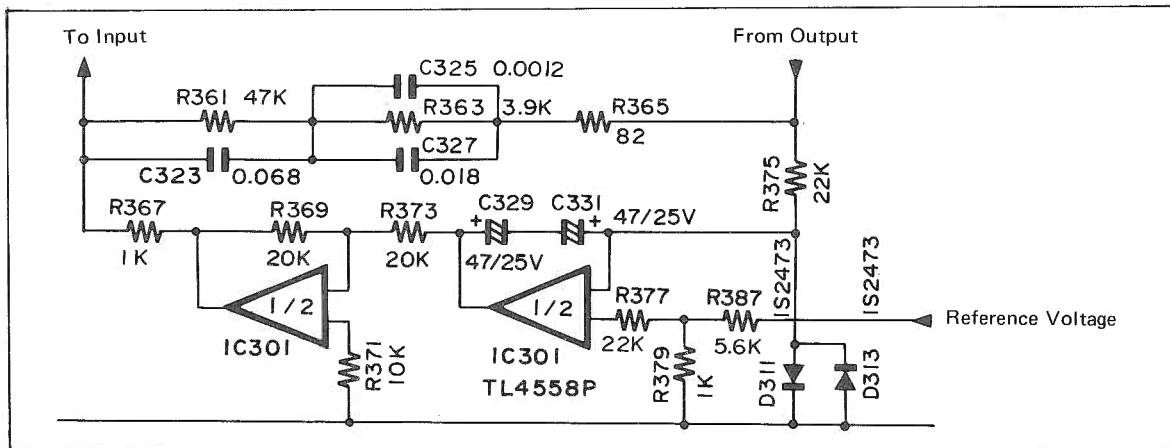 To Input
From Output
C325 0.0012
R361 47K
R363 3.9K
R365
82
C327
0.018
C323 0.068
R375
22K
R367
1K
R369
20K
R373
20K
C329
C331
+
+
47/25V
47/25V
1S2473
1S2473
1/2
IC301
R371
10K
1/2
IC301
TL4558P
R377
22K
R387
5.6K
R379
1K
Reference Voltage
D311
D313